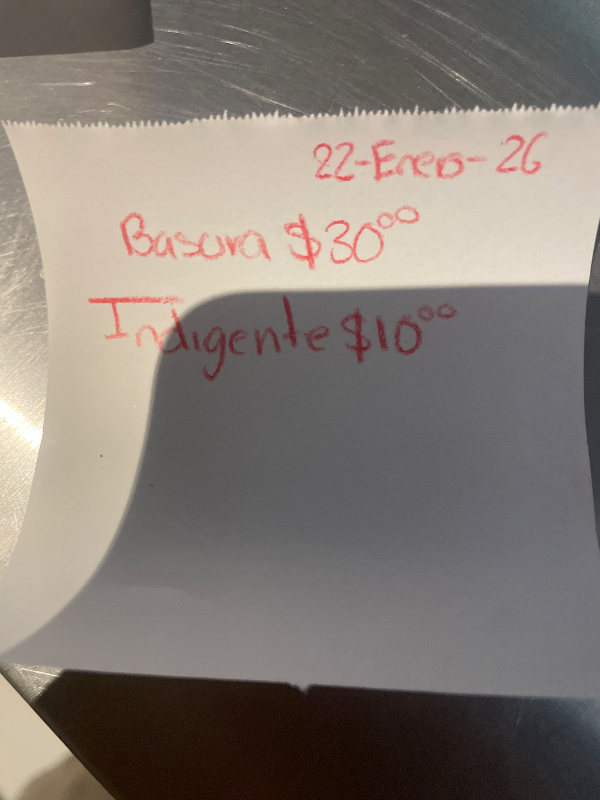 22-Enero-26
Basura $30⁰⁰
Indigente $10⁰⁰